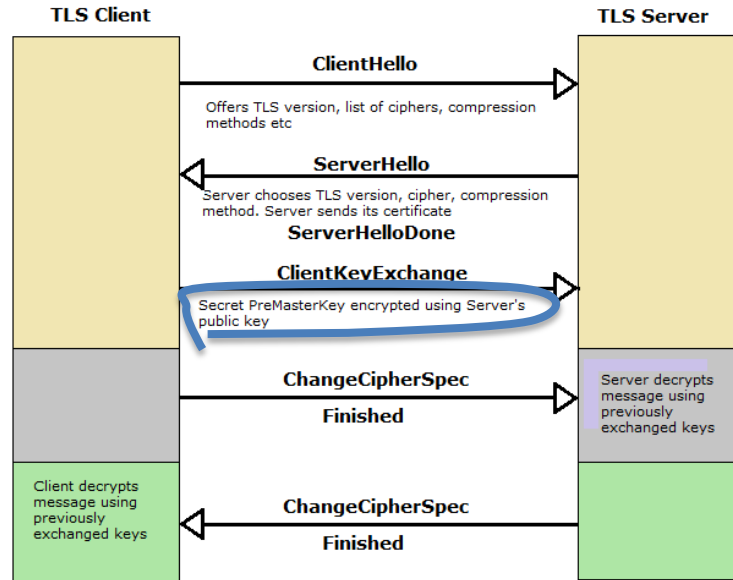 TLS Client
TLS Server
ClientHello
Offers TLS version, list of ciphers, compression
methods etc
ServerHello
Server chooses TLS version, cipher, compression
method. Server sends its certificate
ServerHelloDone
ClientKeyExchange
Secret PreMasterKey encrypted using Server's
public key
ChangeCipherSpec
Finished
Server decrypts
message using
previously
exchanged keys
Client decrypts
message using
previously
exchanged keys
ChangeCipherSpec
Finished